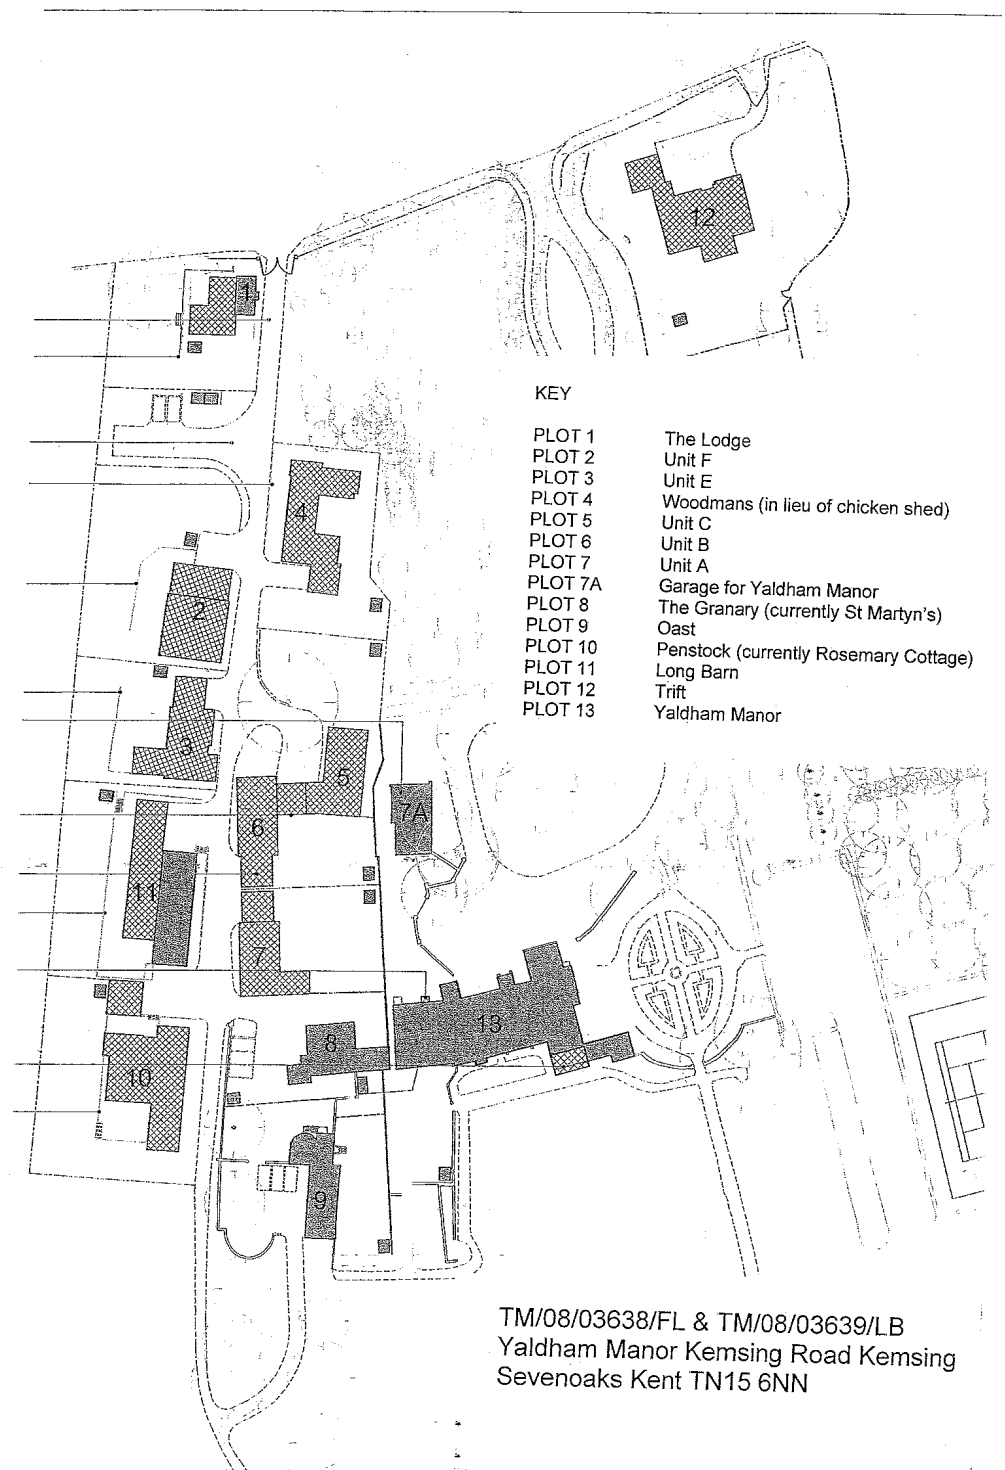 12
1
KEY
PLOT 1 The Lodge
PLOT 2 Unit F
PLOT 3 Unit E
PLOT 4 Woodmans (in lieu of chicken shed)
PLOT 5 Unit C
PLOT 6 Unit B
PLOT 7 Unit A
PLOT 7A Garage for Yaldham Manor
PLOT 8 The Granary (currently St Martyn's)
PLOT 9 Oast
PLOT 10 Penstock (currently Rosemary Cottage)
PLOT 11 Long Barn
PLOT 12 Trift
PLOT 13 Yaldham Manor
4
2
3
5
7A
6
11
7
13
8
10
9
TM/08/03638/FL & TM/08/03639/LB
Yaldham Manor Kemsing Road Kemsing
Sevenoaks Kent TN15 6NN